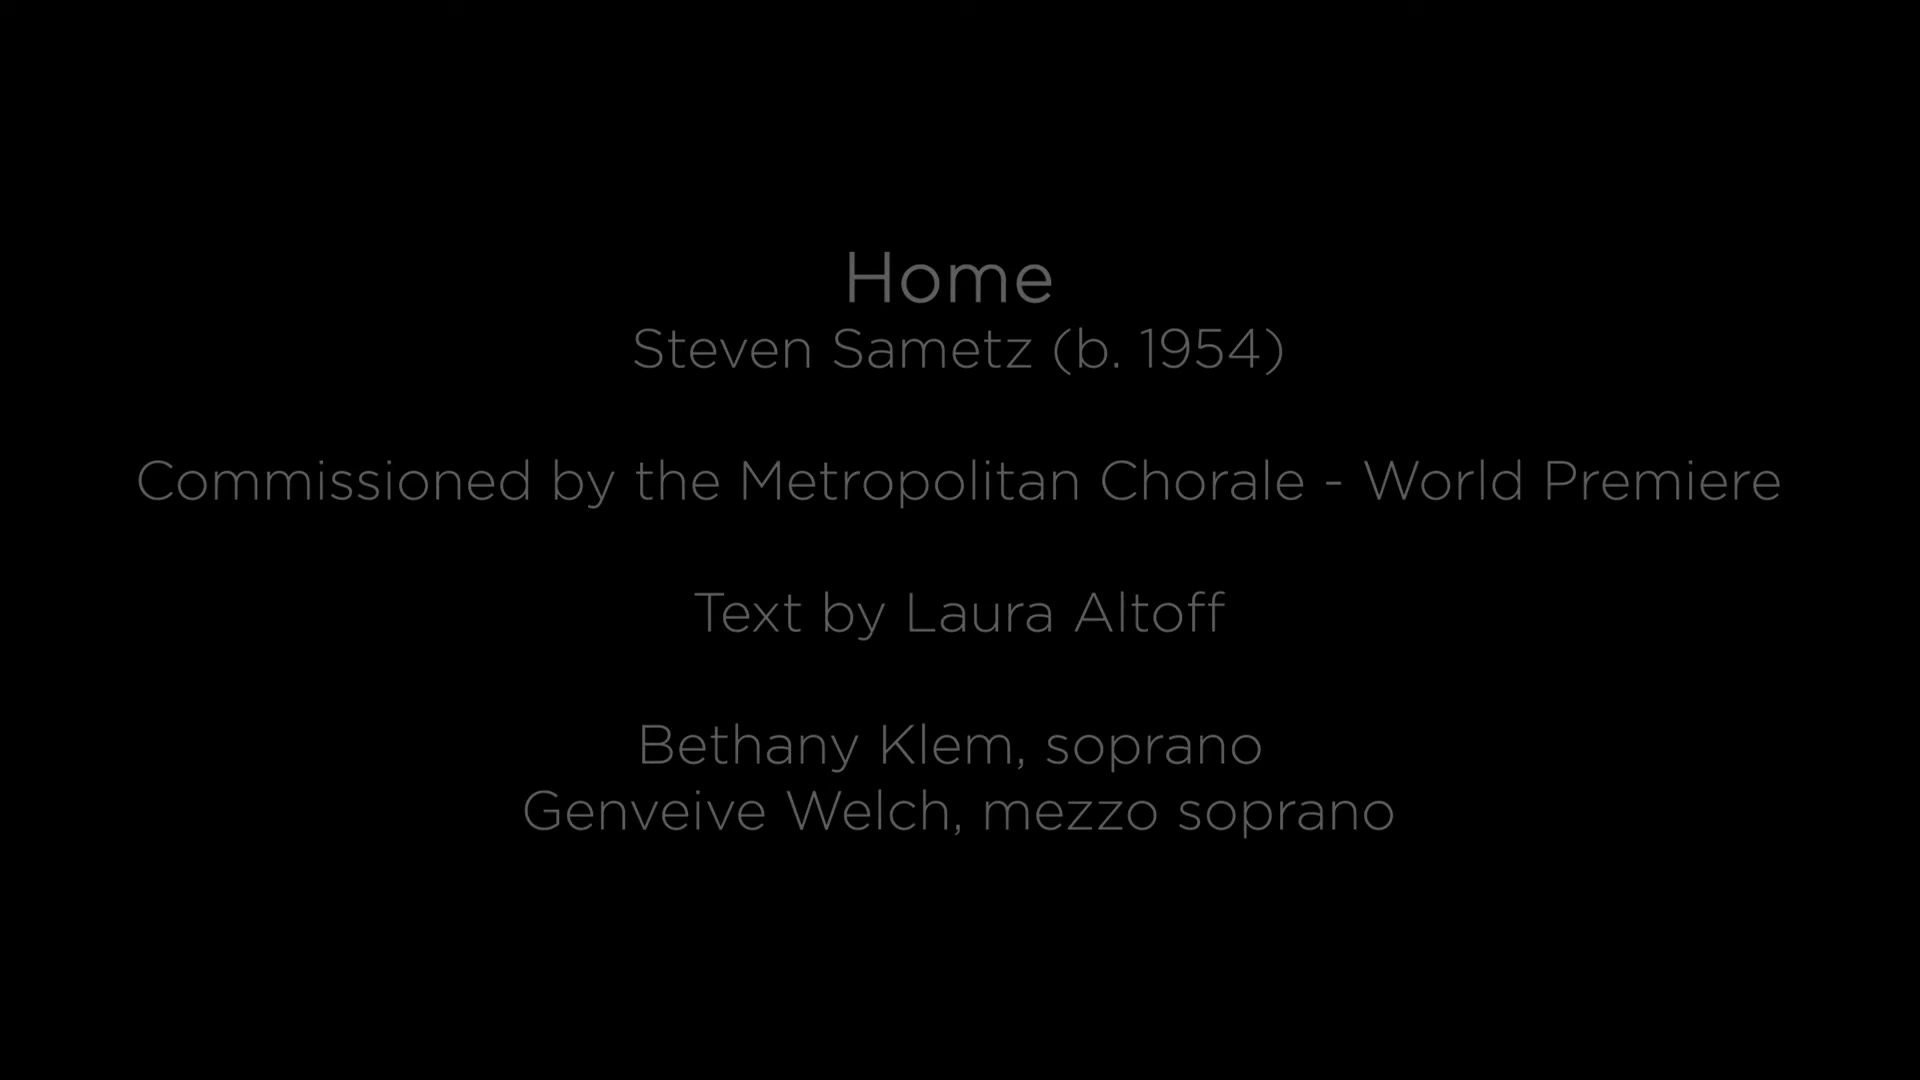 Home
Steven Sametz (b. 1954)
Commissioned by the Metropolitan Chorale - World Premiere
Text by Laura Altoff
Bethany Klem, soprano
Genveive Welch, mezzo soprano